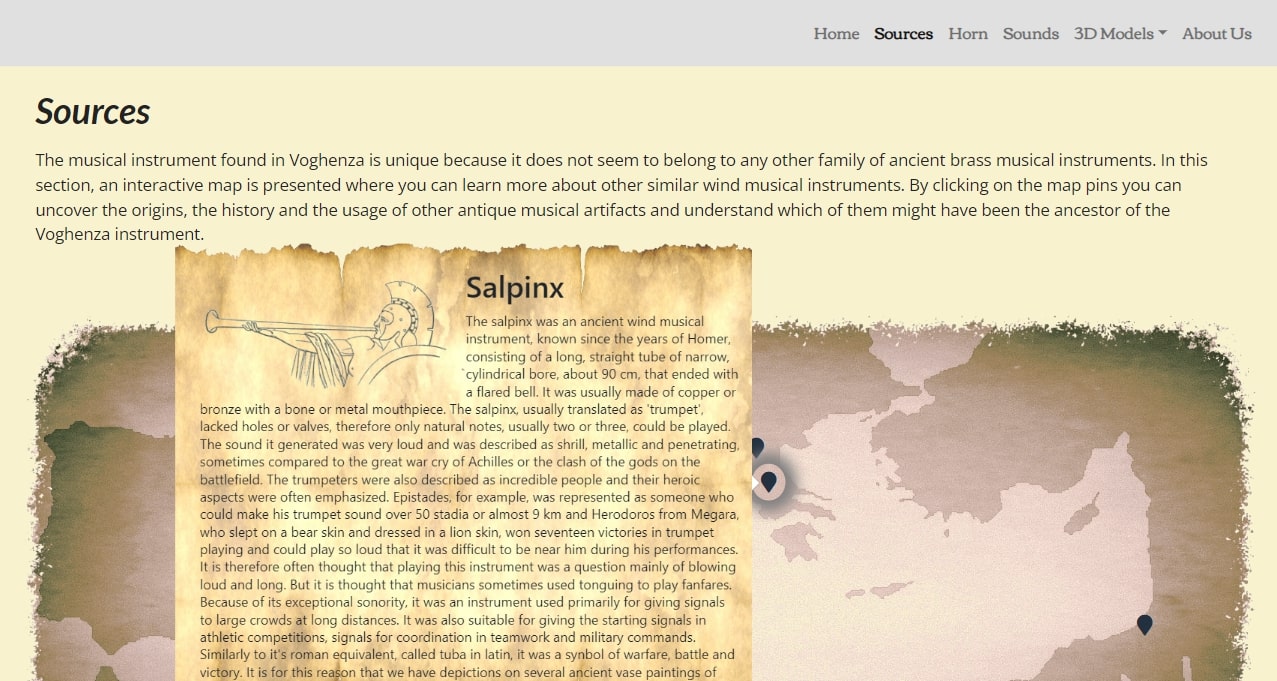 Home Sources Horn Sounds 3D Models About Us
Sources
The musical instrument found in Voghenza is unique because it does not seem to belong to any other family of ancient brass musical instruments. In this
section, an interactive map is presented where you can learn more about other similar wind musical instruments. By clicking on the map pins you can
uncover the origins, the history and the usage of other antique musical artifacts and understand which of them might have been the ancestor of the
Voghenza instrument.
Salpinx
The salpinx was an ancient wind musical
instrument, known since the years of Homer,
consisting of a long, straight tube of narrow,
cylindrical bore, about 90 cm, that ended with
a flared bell. It was usually made of copper or
bronze with a bone or metal mouthpiece. The salpinx, usually translated as 'trumpet',
lacked holes or valves, therefore only natural notes, usually two or three, could be played.
The sound it generated was very loud and was described as shrill, metallic and penetrating,
sometimes compared to the great war cry of Achilles or the clash of the gods on the
battlefield. The trumpeters were also described as incredible people and their heroic
aspects were often emphasized. Epistades, for example, was represented as someone who
could make his trumpet sound over 50 stadia or almost 9 km and Herodoros from Megara,
who slept on a bear skin and dressed in a lion skin, won seventeen victories in trumpet
playing and could play so loud that it was difficult to be near him during his performances.
It is therefore often thought that playing this instrument was a question mainly of blowing
loud and long. But it is thought that musicians sometimes used tonguing to play fanfares.
Because of its exceptional sonority, it was an instrument used primarily for giving signals
to large crowds at long distances. It was also suitable for giving the starting signals in
athletic competitions, signals for coordination in teamwork and military commands.
Similarly to it's roman equivalent, called tuba in latin, it was a synbol of warfare, battle and
victory. It is for this reason that we have depictions on several ancient vase paintings of